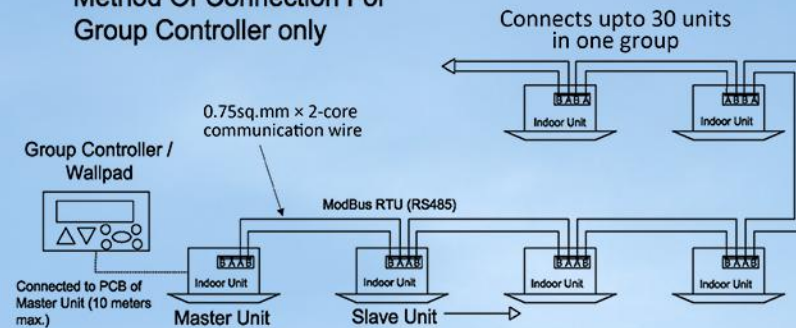 Method Of Connection For
Group Controller only
Connects upto 30 units
in one group
B A B A
A B B A
Indoor Unit
Indoor Unit
0.75sq.mm × 2-core
communication wire
Group Controller /
Wallpad
ModBus RTU (RS485)
B A A B
B A A B
B A A B
B A A B
Indoor Unit
Indoor Unit
Indoor Unit
Indoor Unit
Connected to PCB of
Master Unit (10 meters
max.)
Master Unit
Slave Unit